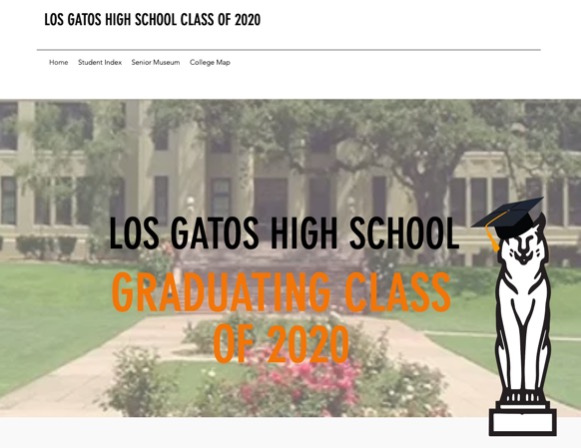 LOS GATOS HIGH SCHOOL CLASS OF 2020
Home Student Index Senior Museum College Map
LOS GATOS HIGH SCHOOL
GRADUATING CLASS
OF 2020